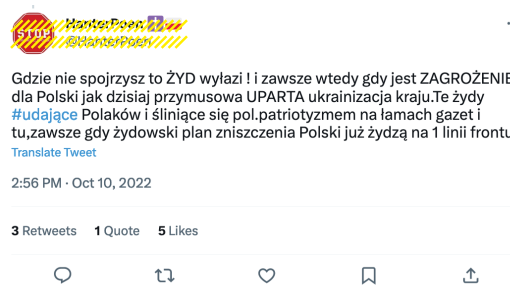 STOP
Gdzie nie spojrzysz to ŻYD wyłazi ! i zawsze wtedy gdy jest ZAGROŻENIE
dla Polski jak dzisiaj przymusowa UPARTA ukrainizacja kraju.Te żydy
#udające Polaków i śliniące się pol.patriotyzmem na łamach gazet i
tu,zawsze gdy żydowski plan zniszczenia Polski już żydzą na 1 linii frontu
Translate Tweet
2:56 PM · Oct 10, 2022
3 Retweets 1 Quote 5 Likes